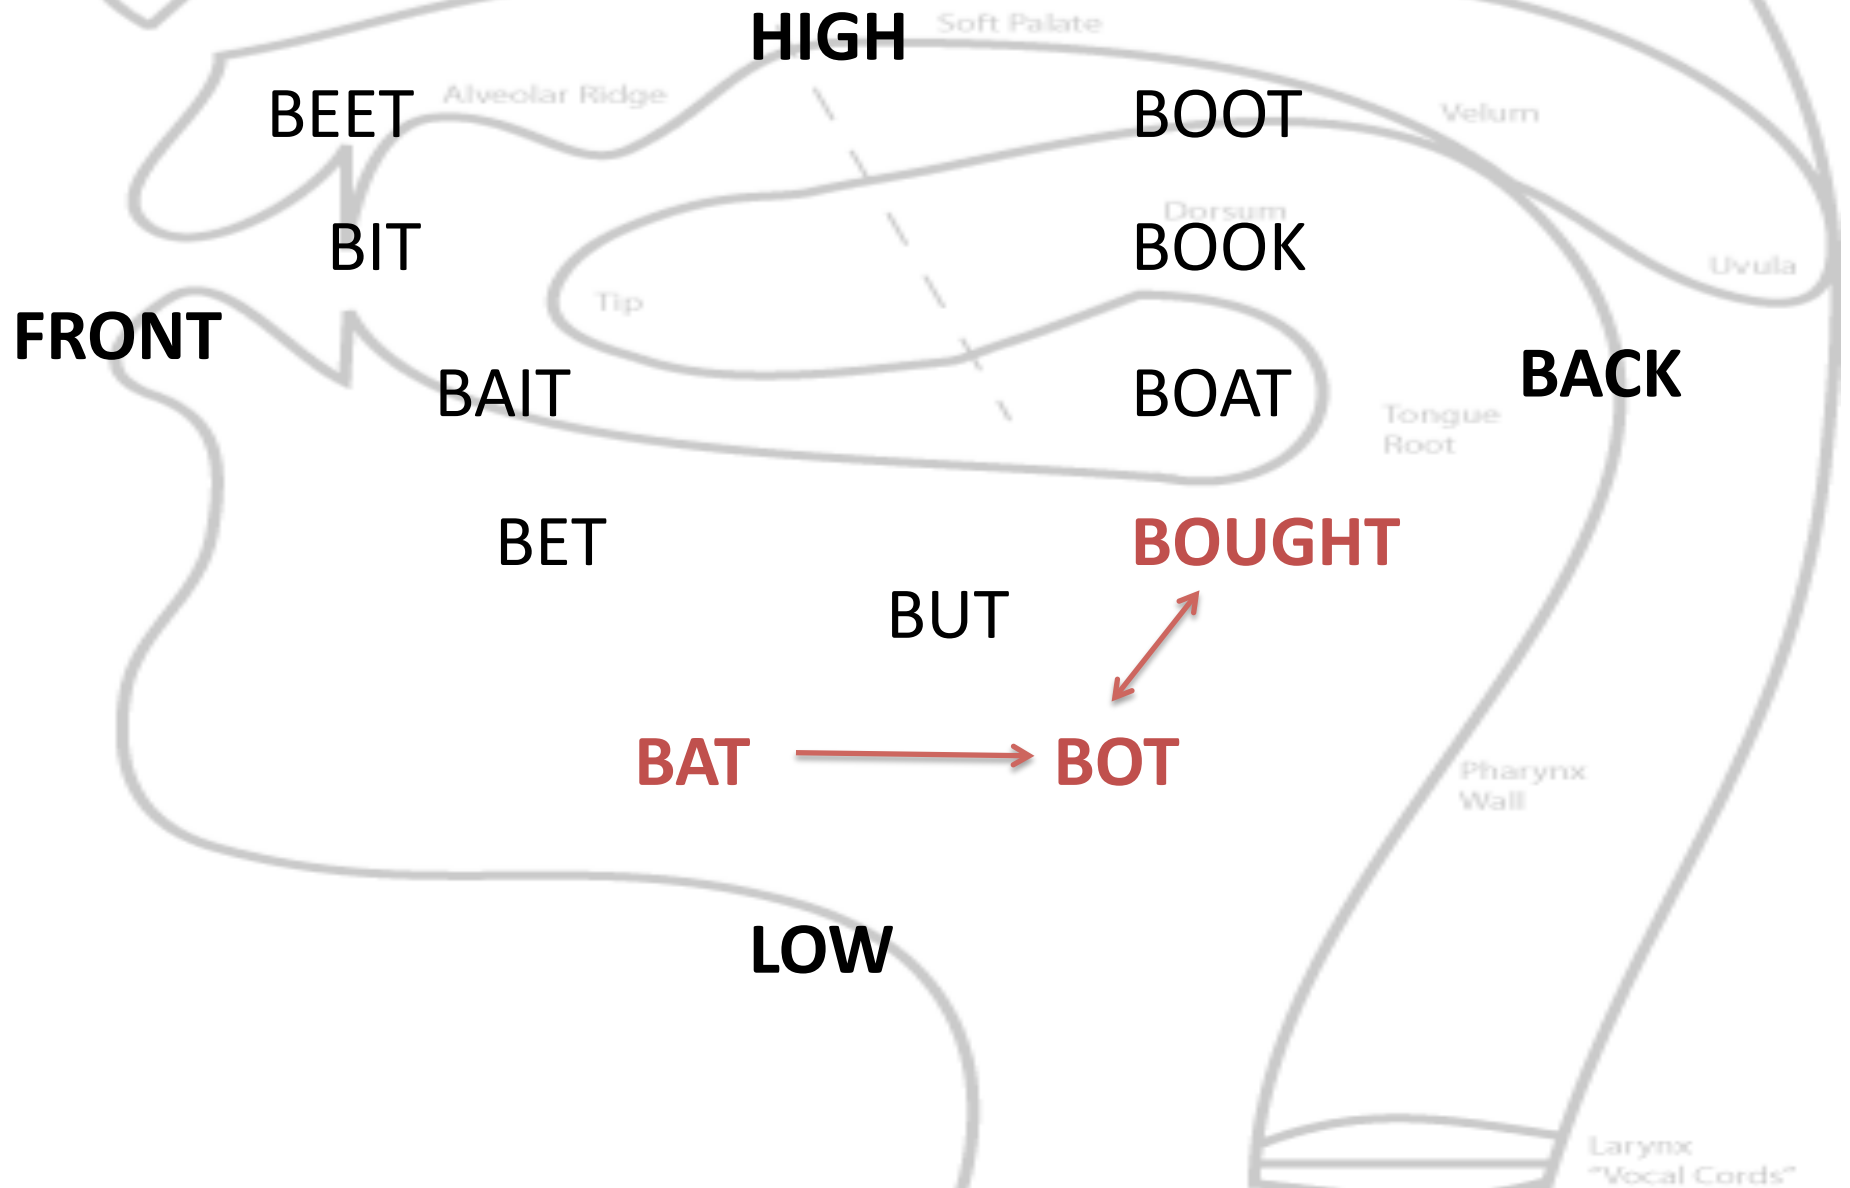 HIGH
Soft Palate
BEET
Alveolar Ridge
BOOT
Velum
Dorsum
BIT
BOOK
Uvula
Tip
FRONT
BACK
BAIT
BOAT
Tongue
Root
BET
BOUGHT
BUT
BAT
BOT
Pharynx
Wall
LOW
Larynx
"Vocal Cords"